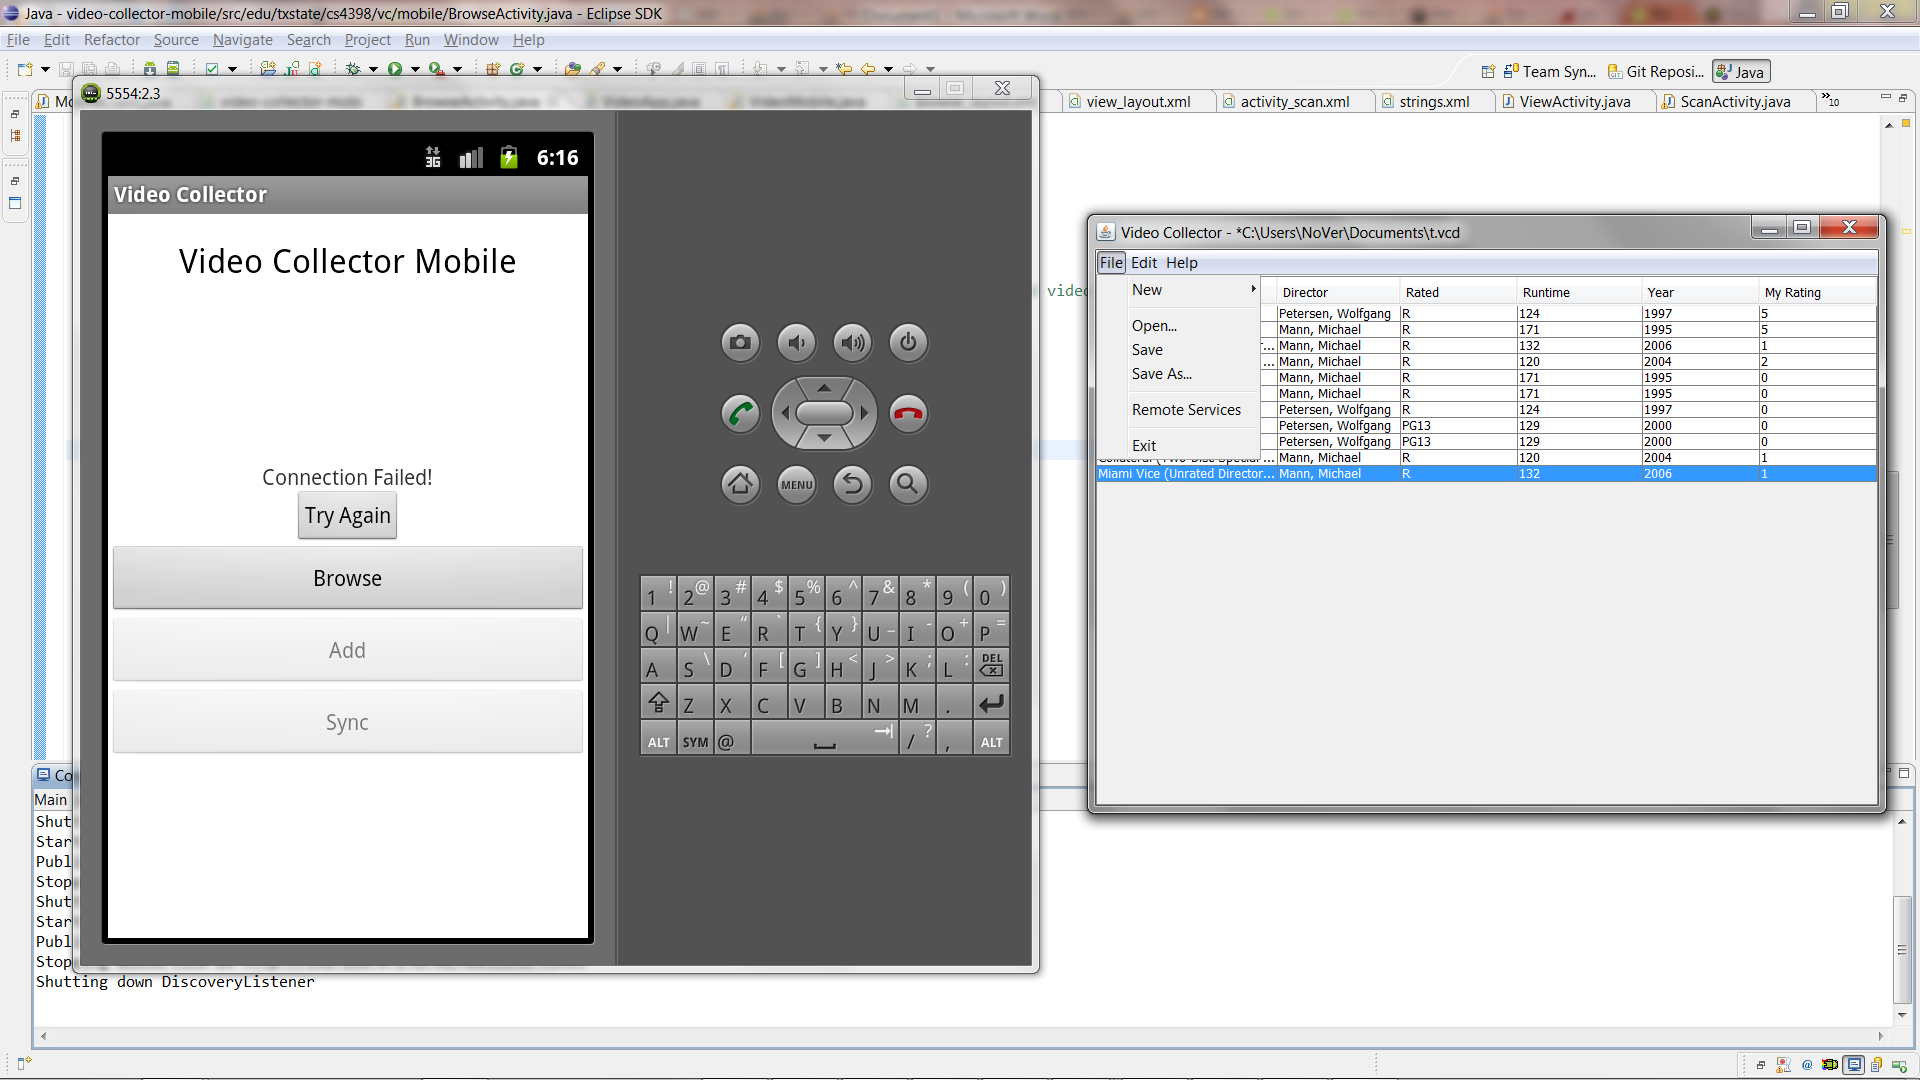 Java - video-collector-mobile/src/edu/txstate/cs4398/vc/mobile/BrowseActivity.java - Eclipse SDK
File Edit Refactor Source Navigate Search Project Run Window Help
Team Syn... Git Reposi... Java
view_layout.xml activity_scan.xml strings.xml ViewActivity.java ScanActivity.java »10
5554:2.3
3G 6:16
Video Collector
Video Collector Mobile
Connection Failed!
Try Again
Browse
Add
Sync
MENU
1 ! 2 @ 3 # 4 $ 5 % 6 ^ 7 & 8 * 9 ( 0 )
Q | W ~ E " R ` T { Y } U _ I - O + P =
A S \ D ' F [ G ] H < J > K ; L : DEL
Z X C V B N M .
ALT SYM @ / ? , ALT
video
Video Collector - *C:\Users\NoVer\Documents\t.vcd
File Edit Help
New
Open...
Save
Save As...
Remote Services
Exit
Director Rated Runtime Year My Rating
Petersen, Wolfgang R 124 1997 5
Mann, Michael R 171 1995 5
... Mann, Michael R 132 2006 1
... Mann, Michael R 120 2004 2
Mann, Michael R 171 1995 0
Mann, Michael R 171 1995 0
Petersen, Wolfgang R 124 1997 0
Petersen, Wolfgang PG13 129 2000 0
Petersen, Wolfgang PG13 129 2000 0
Mann, Michael R 120 2004 1
Miami Vice (Unrated Director... Mann, Michael R 132 2006 1
Co
Main
Shut
Star
Publ
Stop
Shut
Star
Publ
Stop
Shutting down DiscoveryListener